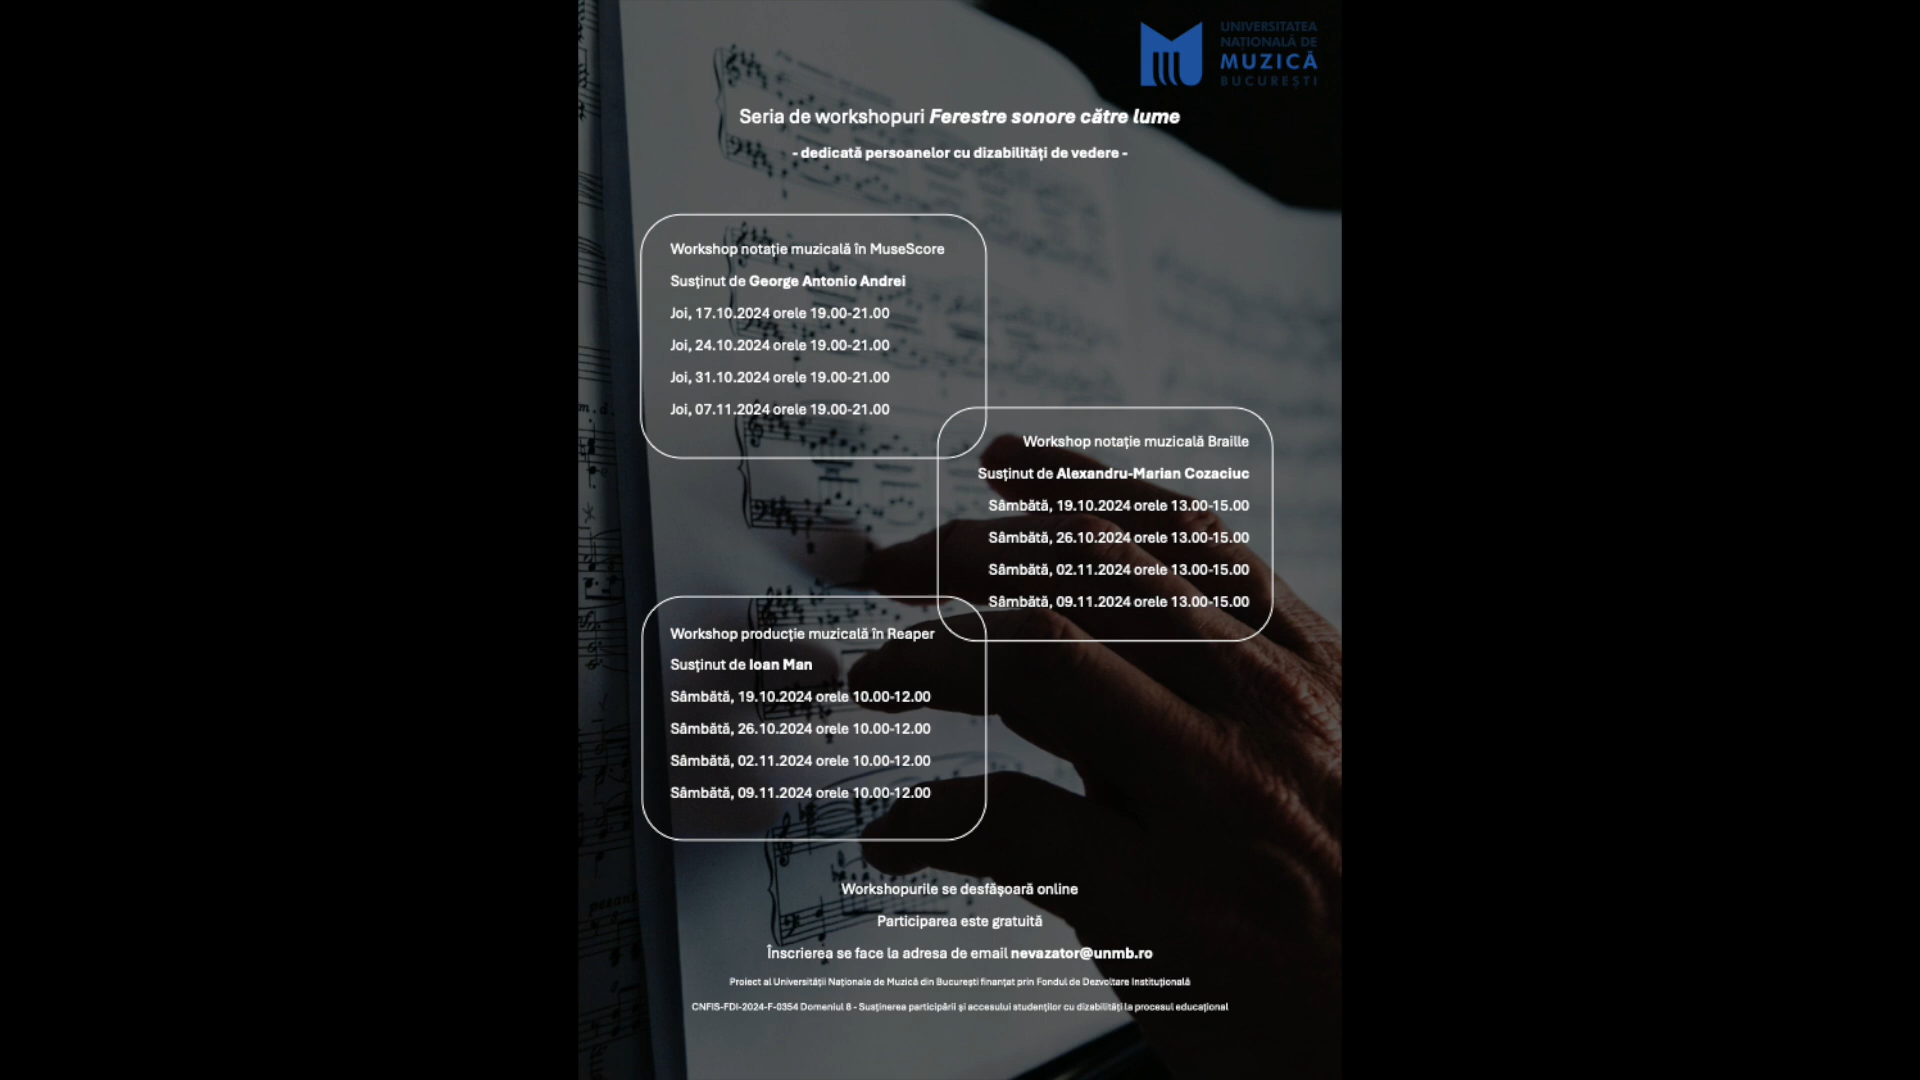 UNIVERSITATEA
NAȚIONALĂ DE
MUZICĂ
BUCUREȘTI
Seria de workshopuri Ferestre sonore către lume
- dedicată persoanelor cu dizabilități de vedere -
Workshop notație muzicală în MuseScore
Susținut de George Antonio Andrei
Joi, 17.10.2024 orele 19.00-21.00
Joi, 24.10.2024 orele 19.00-21.00
Joi, 31.10.2024 orele 19.00-21.00
Joi, 07.11.2024 orele 19.00-21.00
Workshop notație muzicală Braille
Susținut de Alexandru-Marian Cozaciuc
Sâmbătă, 19.10.2024 orele 13.00-15.00
Sâmbătă, 26.10.2024 orele 13.00-15.00
Sâmbătă, 02.11.2024 orele 13.00-15.00
Sâmbătă, 09.11.2024 orele 13.00-15.00
Workshop producție muzicală în Reaper
Susținut de Ioan Man
Sâmbătă, 19.10.2024 orele 10.00-12.00
Sâmbătă, 26.10.2024 orele 10.00-12.00
Sâmbătă, 02.11.2024 orele 10.00-12.00
Sâmbătă, 09.11.2024 orele 10.00-12.00
m.d.
Workshopurile se desfășoară online
Participarea este gratuită
Înscrierea se face la adresa de email nevazator@unmb.ro
Proiect al Universității Naționale de Muzică din București finanțat prin Fondul de Dezvoltare Instituțională
CNFIS-FDI-2024-F-0354 Domeniul 8 - Susținerea participării și accesului studenților cu dizabilități la procesul educațional